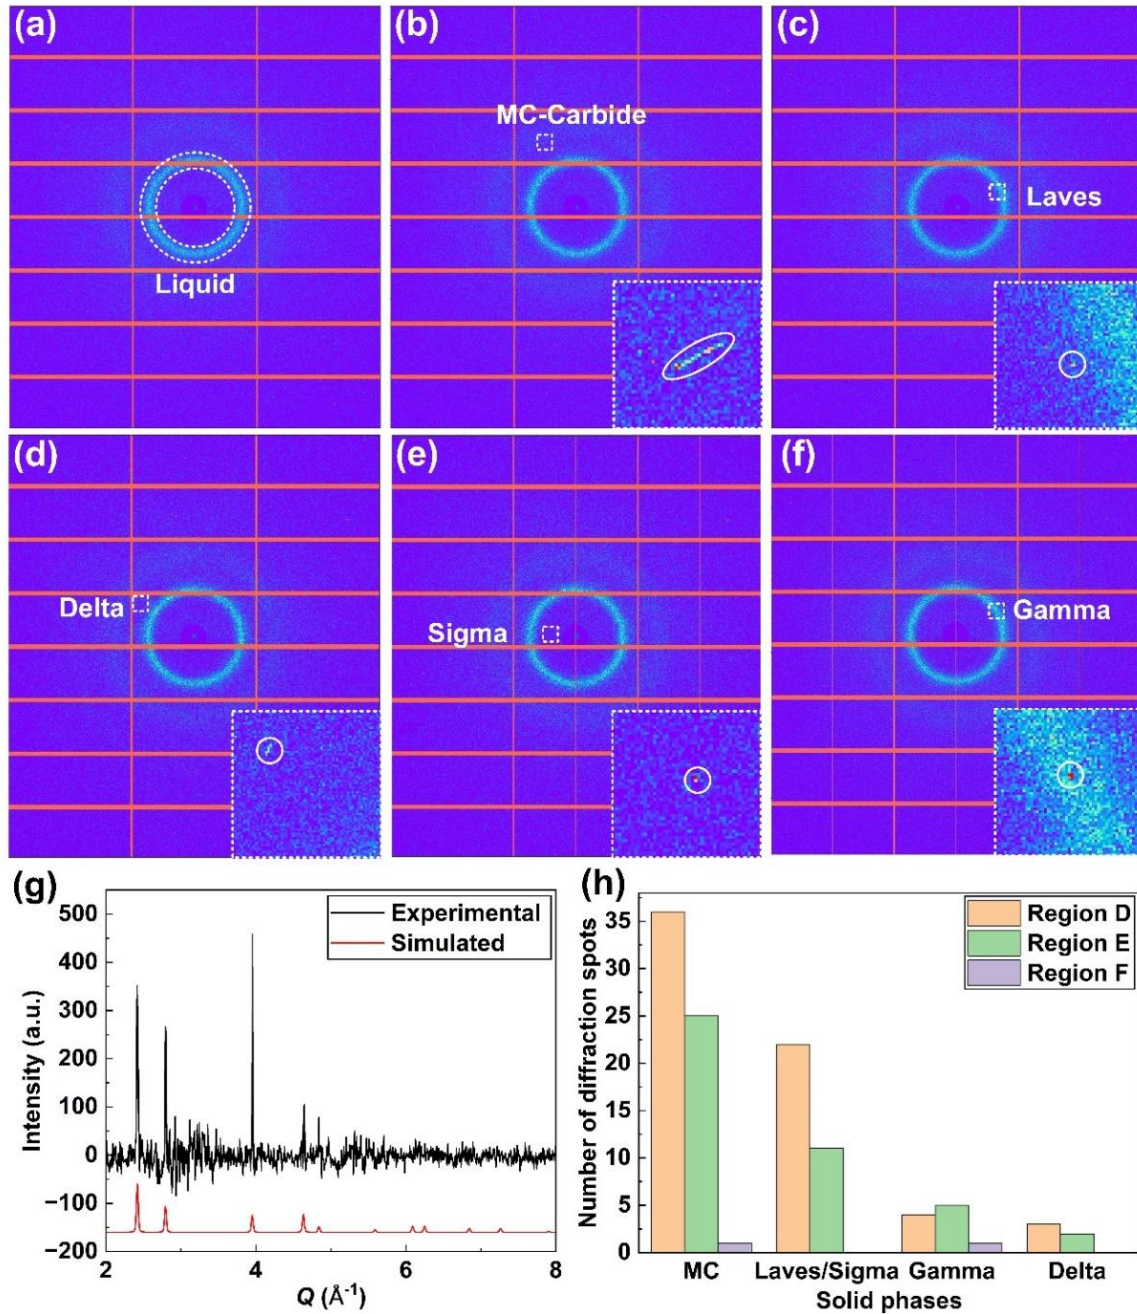 (a)
Liquid
(b)
MC-Carbide
(c)
Laves
(d)
Delta
(e)
Sigma
(f)
Gamma
(g)
Experimental
Simulated
500
400
300
200
100
0
−100
−200
Intensity (a.u.)
2 4 6 8
Q (Å⁻¹)
(h)
Region D
Region E
Region F
35
30
25
20
15
10
5
0
Number of diffraction spots
MC Laves/Sigma Gamma Delta
Solid phases